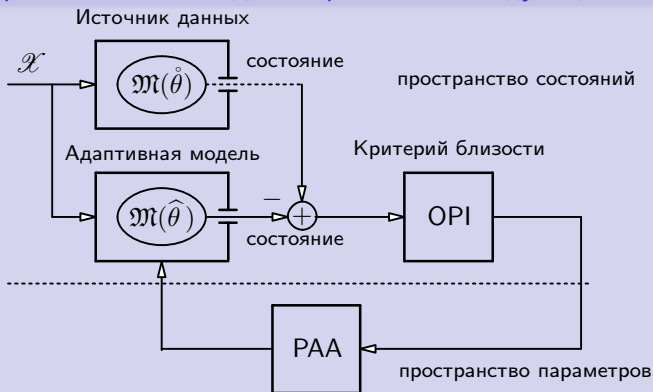 Источник данных
состояние
𝒳
𝔐(θ̊)
пространство состояний
Адаптивная модель
Критерий близости
𝔐(θ̂)
−
+
OPI
состояние
PAA
пространство параметров